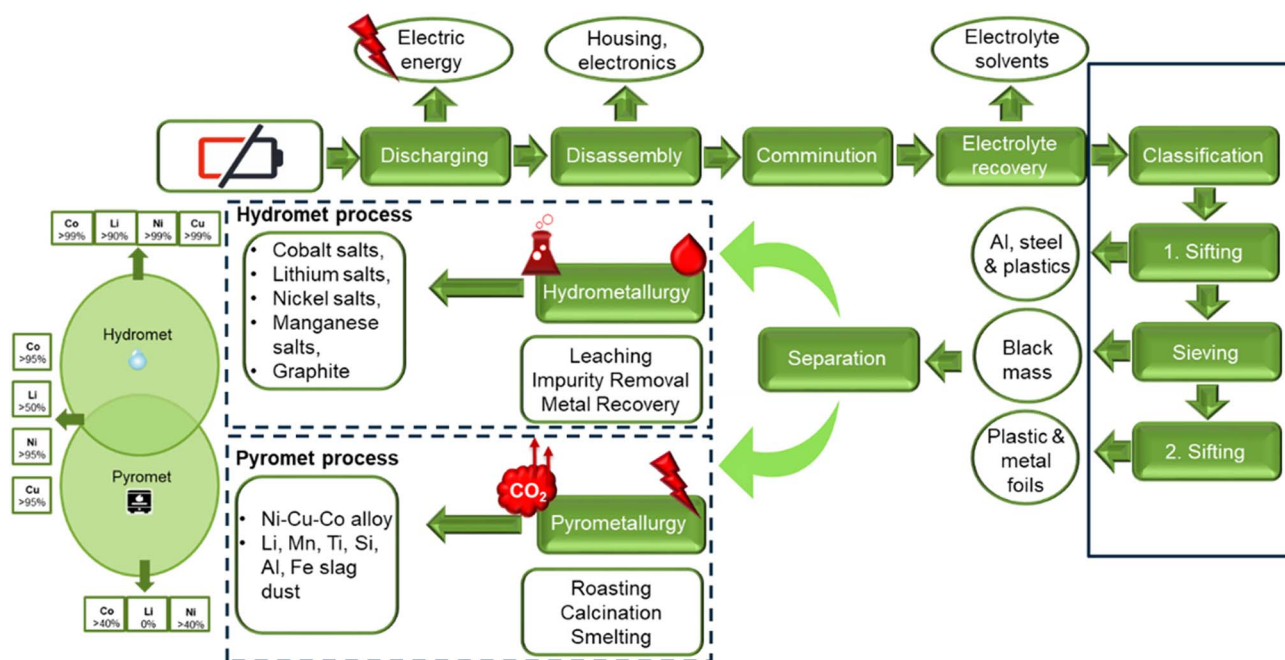 Electric
energy
Housing,
electronics
Electrolyte
solvents
Discharging
Disassembly
Comminution
Electrolyte
recovery
Classification
Co
>99%
Li
>90%
Ni
>99%
Cu
>99%
Hydromet process
• Cobalt salts,
• Lithium salts,
• Nickel salts,
• Manganese
salts,
• Graphite
Hydrometallurgy
Leaching
Impurity Removal
Metal Recovery
Al, steel
& plastics
1. Sifting
Separation
Black
mass
Sieving
Plastic &
metal
foils
2. Sifting
Hydromet
Co
>95%
Li
>50%
Ni
>95%
Cu
>95%
Pyromet
Pyromet process
• Ni-Cu-Co alloy
• Li, Mn, Ti, Si,
Al, Fe slag
dust
CO2
Pyrometallurgy
Roasting
Calcination
Smelting
Co
>40%
Li
0%
Ni
>40%